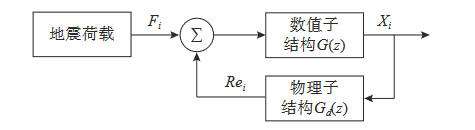 地震荷载
F_i
Σ
数值子
结构G(z)
X_i
Re_i
物理子
结构G_d(z)